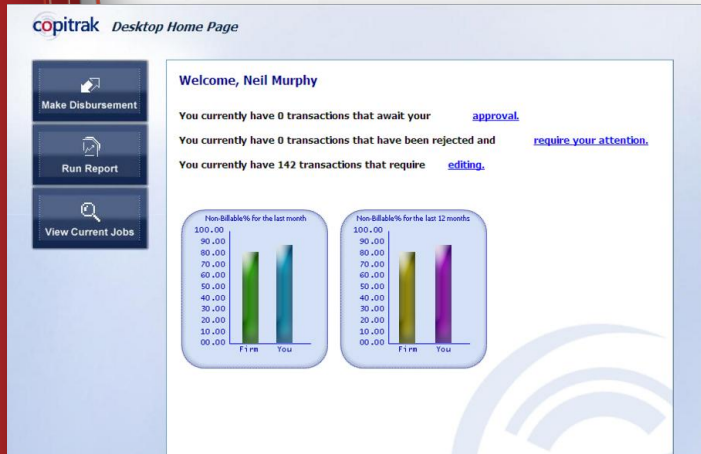 copitrak Desktop Home Page
Make Disbursement
Run Report
View Current Jobs
Welcome, Neil Murphy
You currently have 0 transactions that await your approval.
You currently have 0 transactions that have been rejected and require your attention.
You currently have 142 transactions that require editing.
Non-Billable% for the last month
100.00
90.00
80.00
70.00
60.00
50.00
40.00
30.00
20.00
10.00
00.00
Firm You
Non-Billable% for the last 12 months
100.00
90.00
80.00
70.00
60.00
50.00
40.00
30.00
20.00
10.00
00.00
Firm You